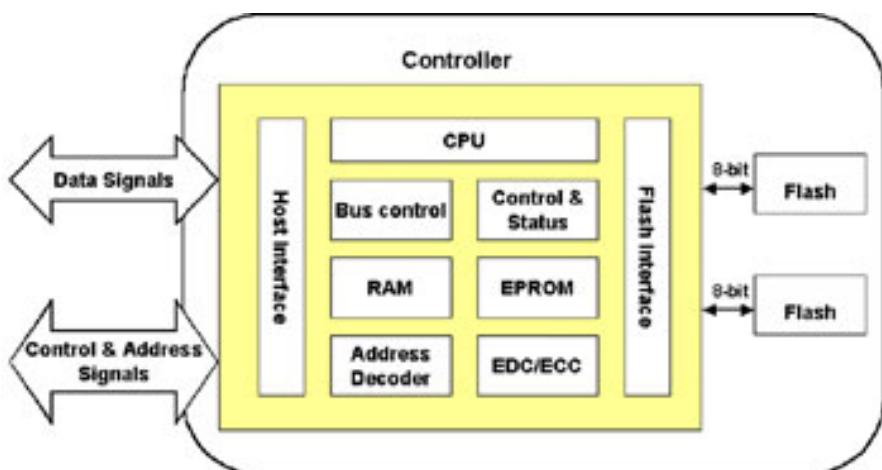 Controller
Data Signals
Control & Address
Signals
Host Interface
CPU
Bus control
Control &
Status
RAM
EPROM
Address
Decoder
EDC/ECC
Flash Interface
8-bit
Flash
8-bit
Flash